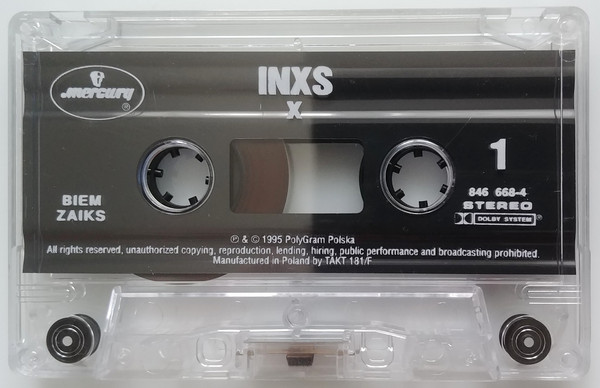 mercury ®
INXS
X
1
BIEM
ZAIKS
846 668-4
STEREO
DOLBY SYSTEM ®
℗ & © 1995 PolyGram Polska
All rights reserved, unauthorized copying, reproduction, lending, hiring, public performance and broadcasting prohibited.
Manufactured in Poland by TAKT 181/F